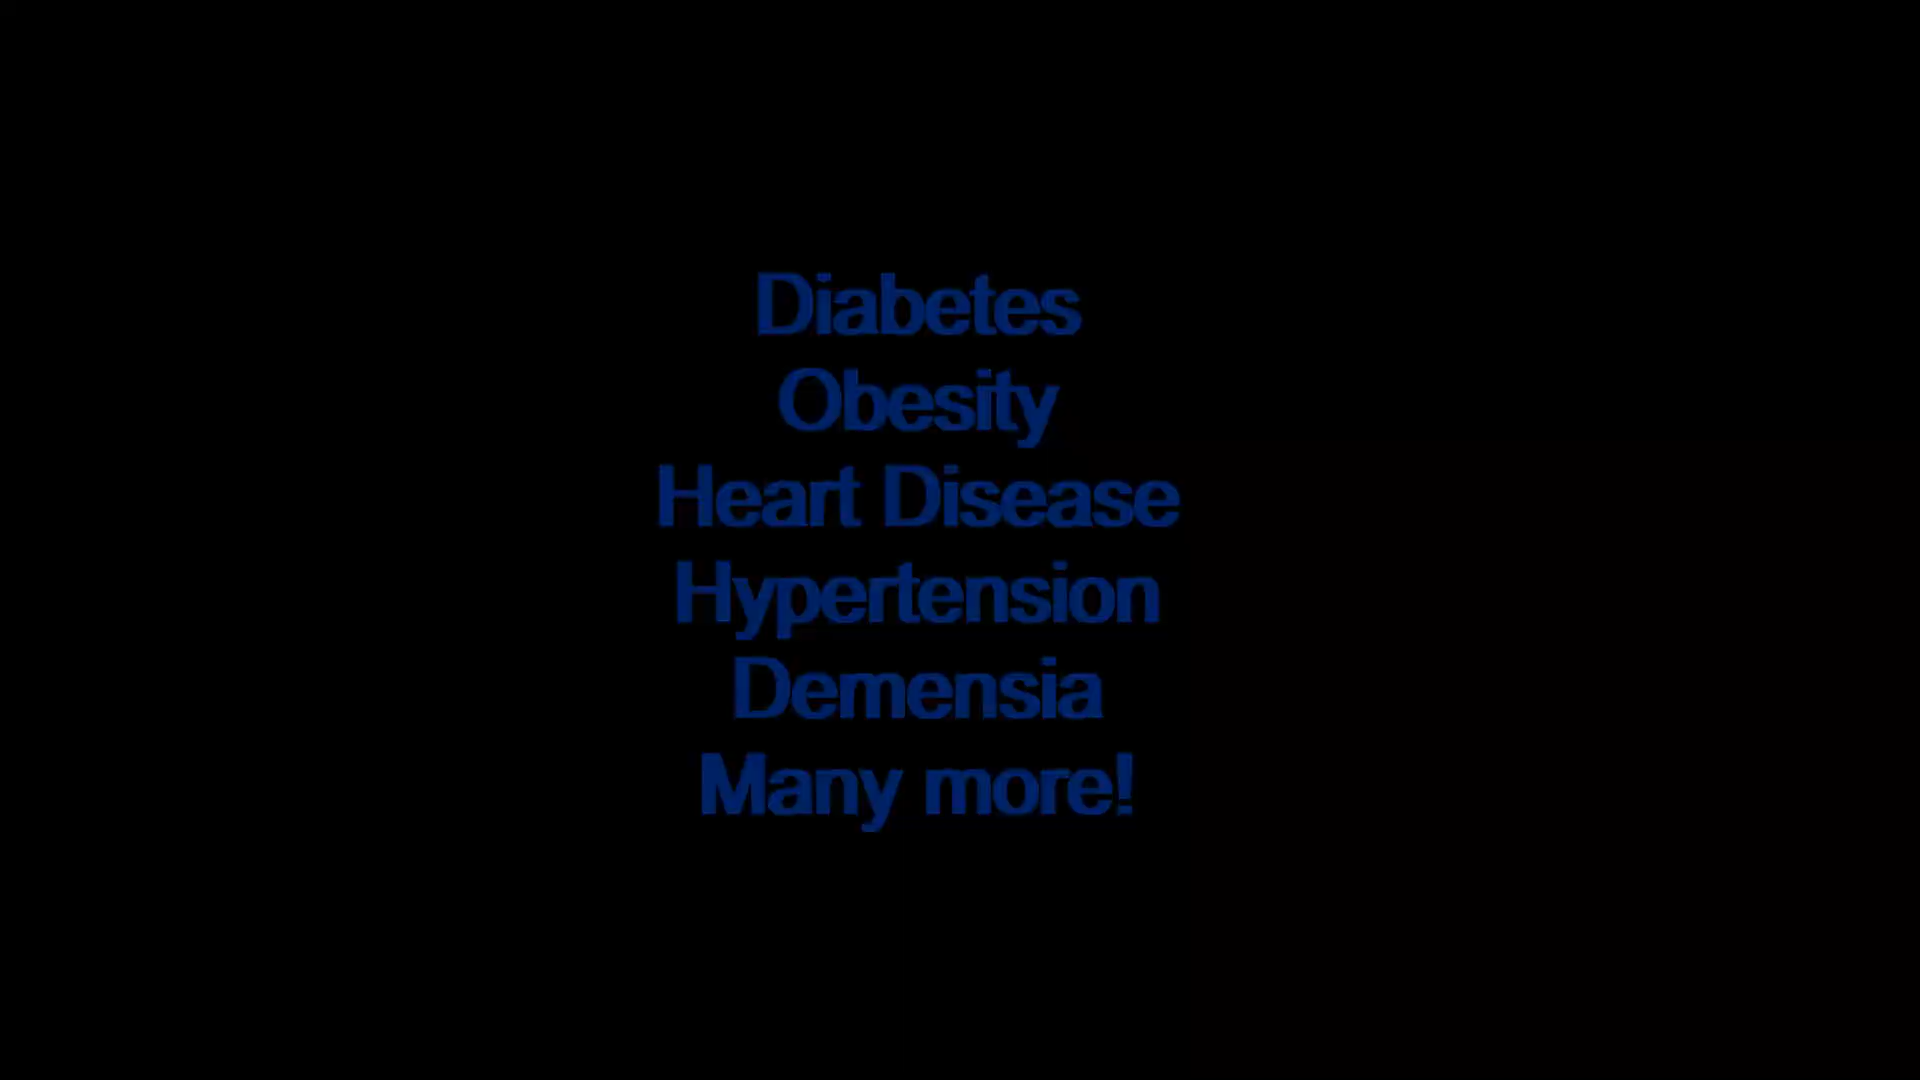 Diabetes
Obesity
Heart Disease
Hypertension
Demensia
Many more!